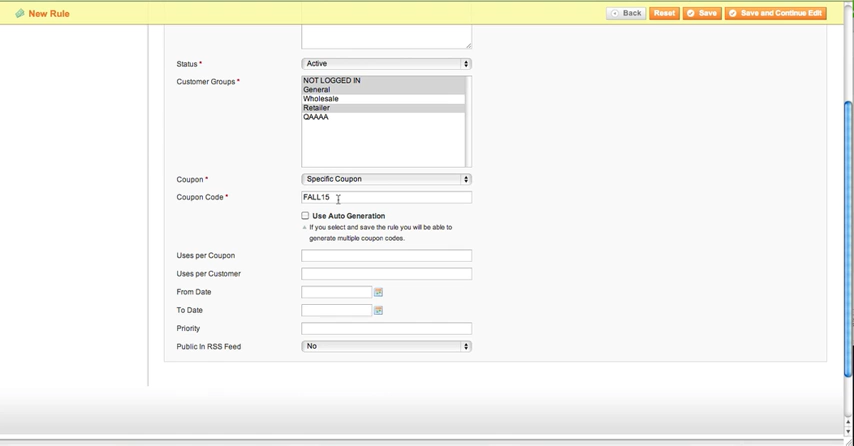 New Rule
Back Reset Save Save and Continue Edit
Status * Active
Customer Groups * NOT LOGGED IN
General
Wholesale
Retailer
QAAAA
Coupon * Specific Coupon
Coupon Code * FALL15
Use Auto Generation
If you select and save the rule you will be able to
generate multiple coupon codes.
Uses per Coupon
Uses per Customer
From Date
To Date
Priority
Public In RSS Feed No